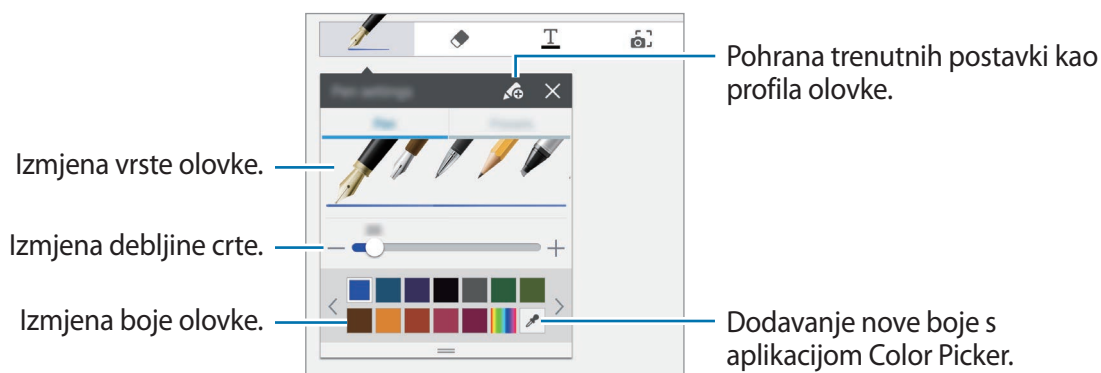 T
Pohrana trenutnih postavki kao
profila olovke.
Izmjena vrste olovke.
Izmjena debljine crte.
Izmjena boje olovke.
Dodavanje nove boje s
aplikacijom Color Picker.